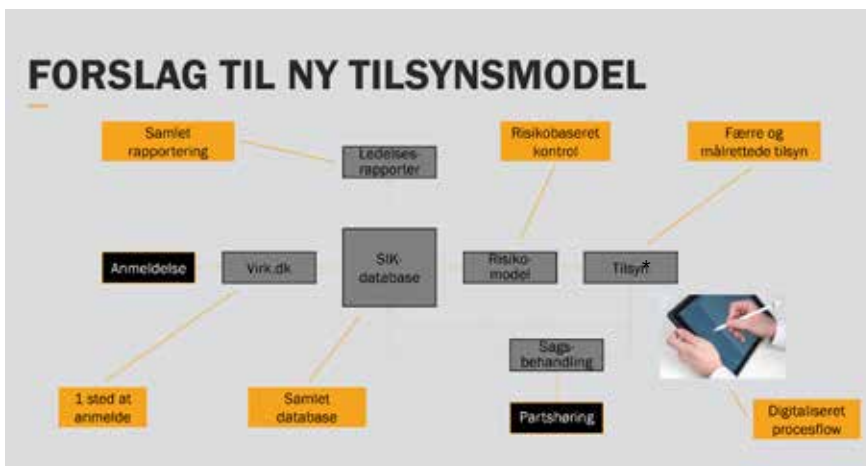 FORSLAG TIL NY TILSYNSMODEL
Samlet
rapportering
Ledelses-
rapporter
Risikobaseret
kontrol
Færre og
målrettede tilsyn
Anmeldelse
Virk.dk
SIK-
database
Risiko-
model
Tilsyn*
Sags-
behandling
1 sted at
anmelde
Samlet
database
Partshøring
Digitaliseret
procesflow